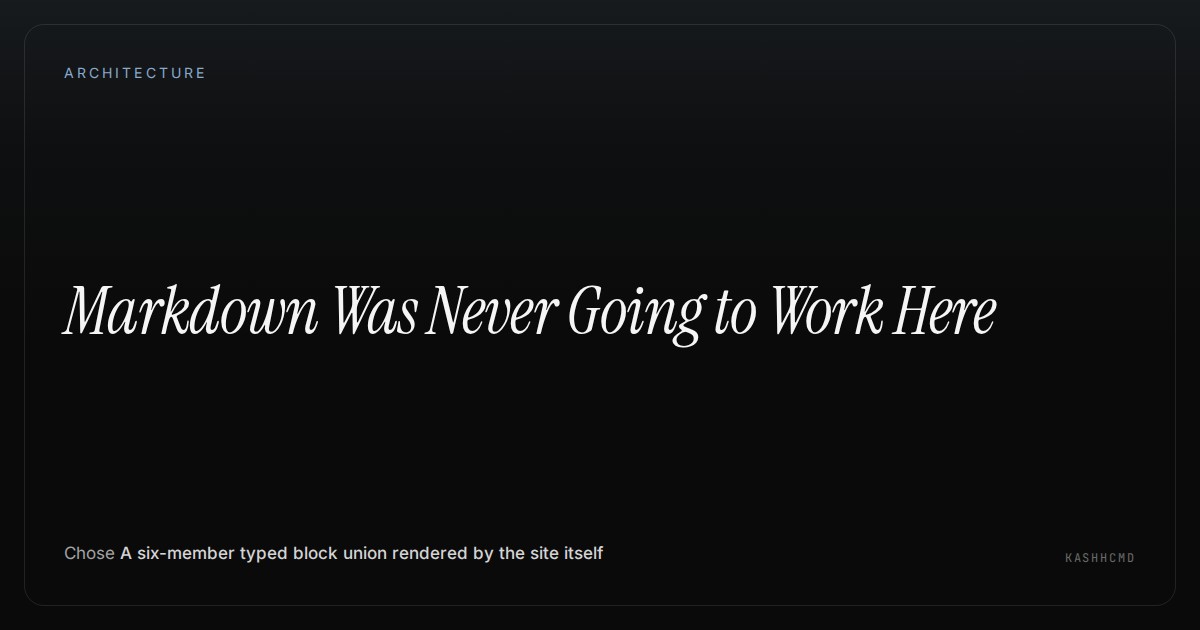 ARCHITECTURE
Markdown Was Never Going to Work Here
Chose A six-member typed block union rendered by the site itself
KASHHCMD